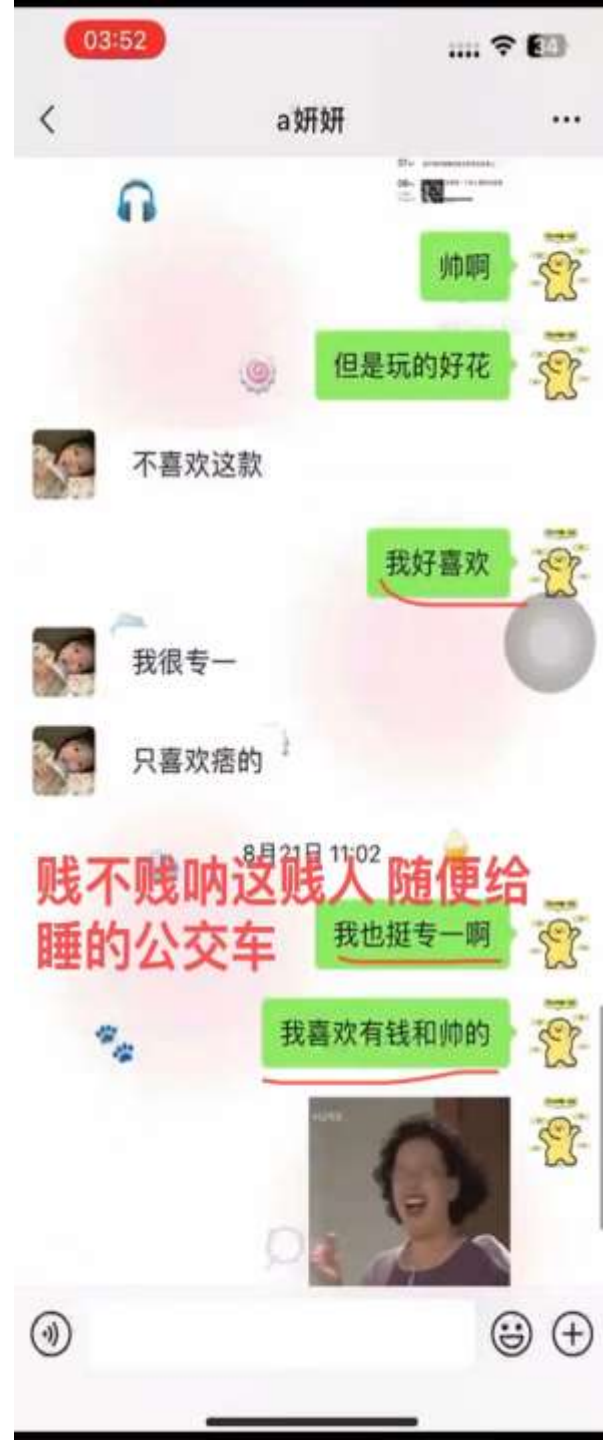 03:52
34
a妍妍
帅啊
但是玩的好花
不喜欢这款
我好喜欢
我很专一
只喜欢痞的
8月21日 11:02
贱不贱呐这贱人 随便给
睡的公交车
我也挺专一啊
我喜欢有钱和帅的